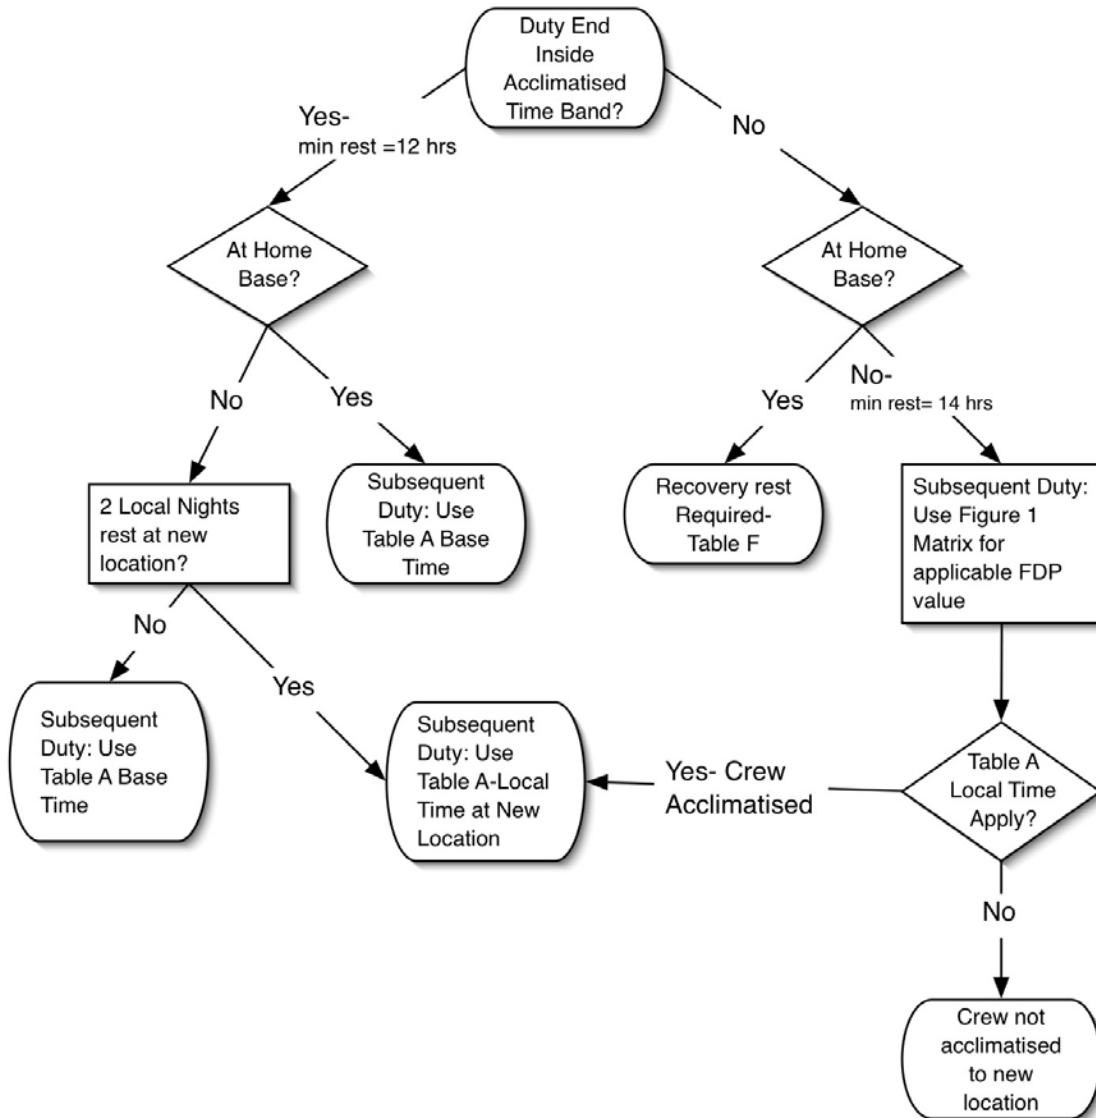 Duty End
Inside
Acclimatised
Time Band?
Yes-
min rest =12 hrs
No
At Home
Base?
At Home
Base?
No
Yes
Yes
No-
min rest= 14 hrs
2 Local Nights
rest at new
location?
Subsequent
Duty: Use
Table A Base
Time
Recovery rest
Required-
Table F
Subsequent Duty:
Use Figure 1
Matrix for
applicable FDP
value
No
Yes
Subsequent
Duty: Use
Table A Base
Time
Subsequent
Duty: Use
Table A-Local
Time at New
Location
Yes- Crew
Acclimatised
Table A
Local Time
Apply?
No
Crew not
acclimatised
to new
location